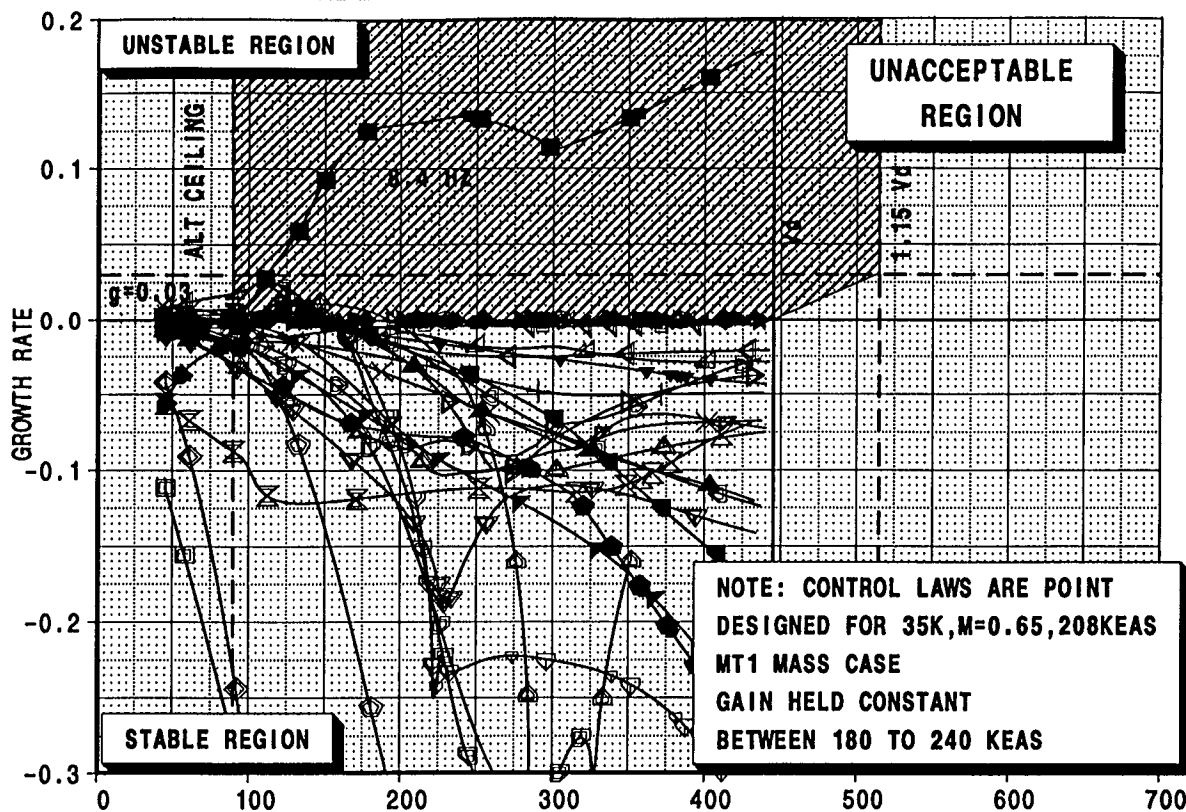 0.2
UNSTABLE REGION
UNACCEPTABLE
REGION
ALT CEILING
0.1
8.4 HZ
Vd
1.15 Vd
g=0.03
0.0
GROWTH RATE
-0.1
-0.2
NOTE: CONTROL LAWS ARE POINT
DESIGNED FOR 35K,M=0.65,208KEAS
MT1 MASS CASE
GAIN HELD CONSTANT
BETWEEN 180 TO 240 KEAS
STABLE REGION
-0.3
0 100 200 300 400 500 600 700